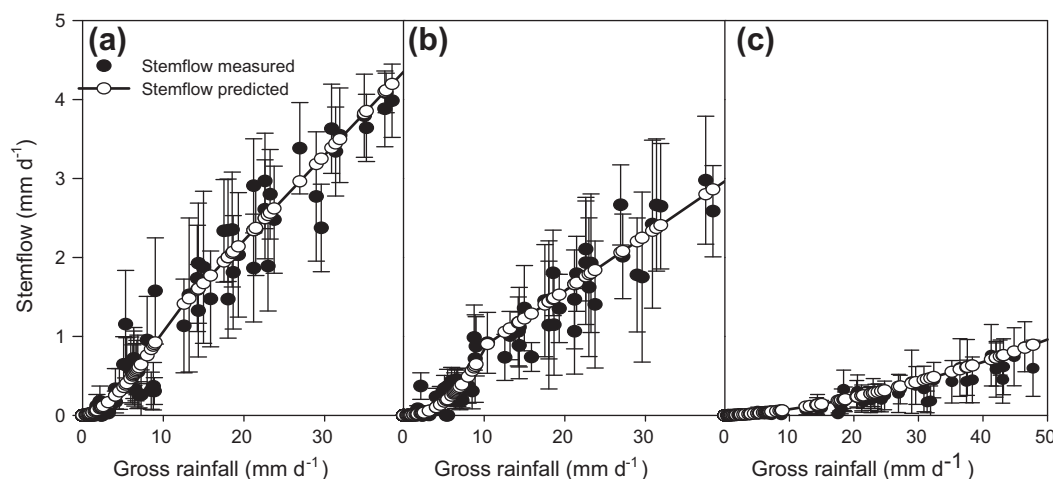 5
4
3
2
1
0
Stemflow (mm d-1)
(a)
Stemflow measured
Stemflow predicted
0 10 20 30
Gross rainfall (mm d-1)
(b)
0 10 20 30
Gross rainfall (mm d-1)
(c)
0 10 20 30 40 50
Gross rainfall (mm d-1)